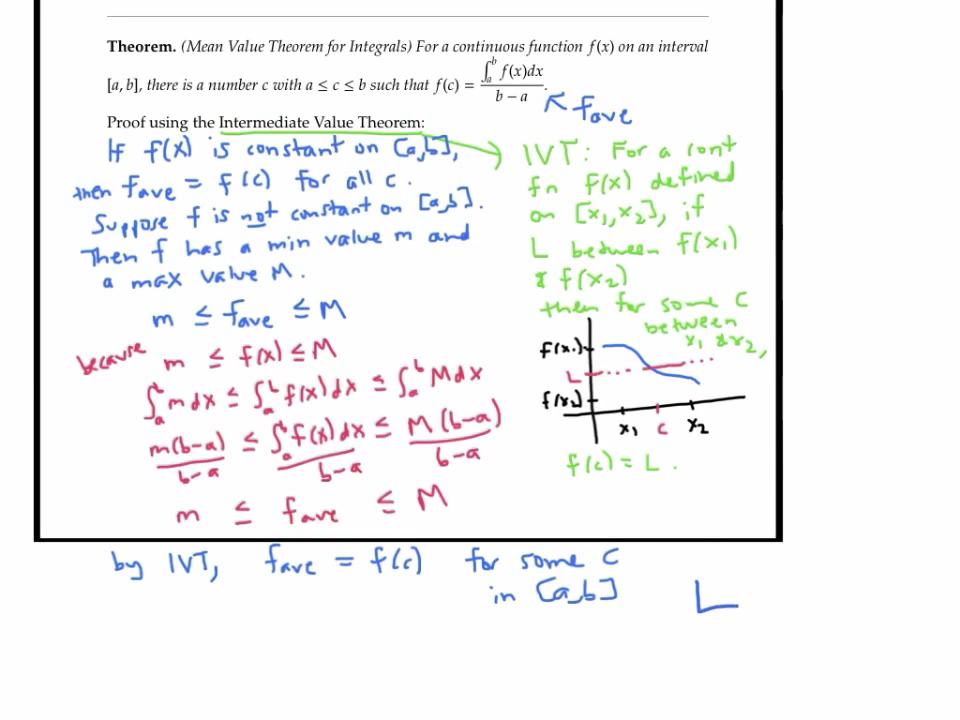 Theorem. (Mean Value Theorem for Integrals) For a continuous function f(x) on an interval
[a, b], there is a number c with a ≤ c ≤ b such that f(c) = ∫_a^b f(x)dx / b − a.
↖ fave
Proof using the Intermediate Value Theorem:
If f(x) is constant on [a,b],
then fave = f(c) for all c.
Suppose f is not constant on [a,b].
Then f has a min value m and
a max value M.
m ≤ fave ≤ M
because m ≤ f(x) ≤ M
∫_a^b m dx ≤ ∫_a^b f(x) dx ≤ ∫_a^b M dx
m(b-a) / b-a ≤ ∫_a^b f(x) dx / b-a ≤ M(b-a) / b-a
m ≤ fave ≤ M
IVT: For a cont
fn f(x) defined
on [x₁,x₂], if
L between f(x₁)
& f(x₂)
then for some c
between
x₁ & x₂,
f(x₁)
L
f(x₂)
x₁ c x₂
f(c) = L.
by IVT, fave = f(c) for some c
in [a,b]